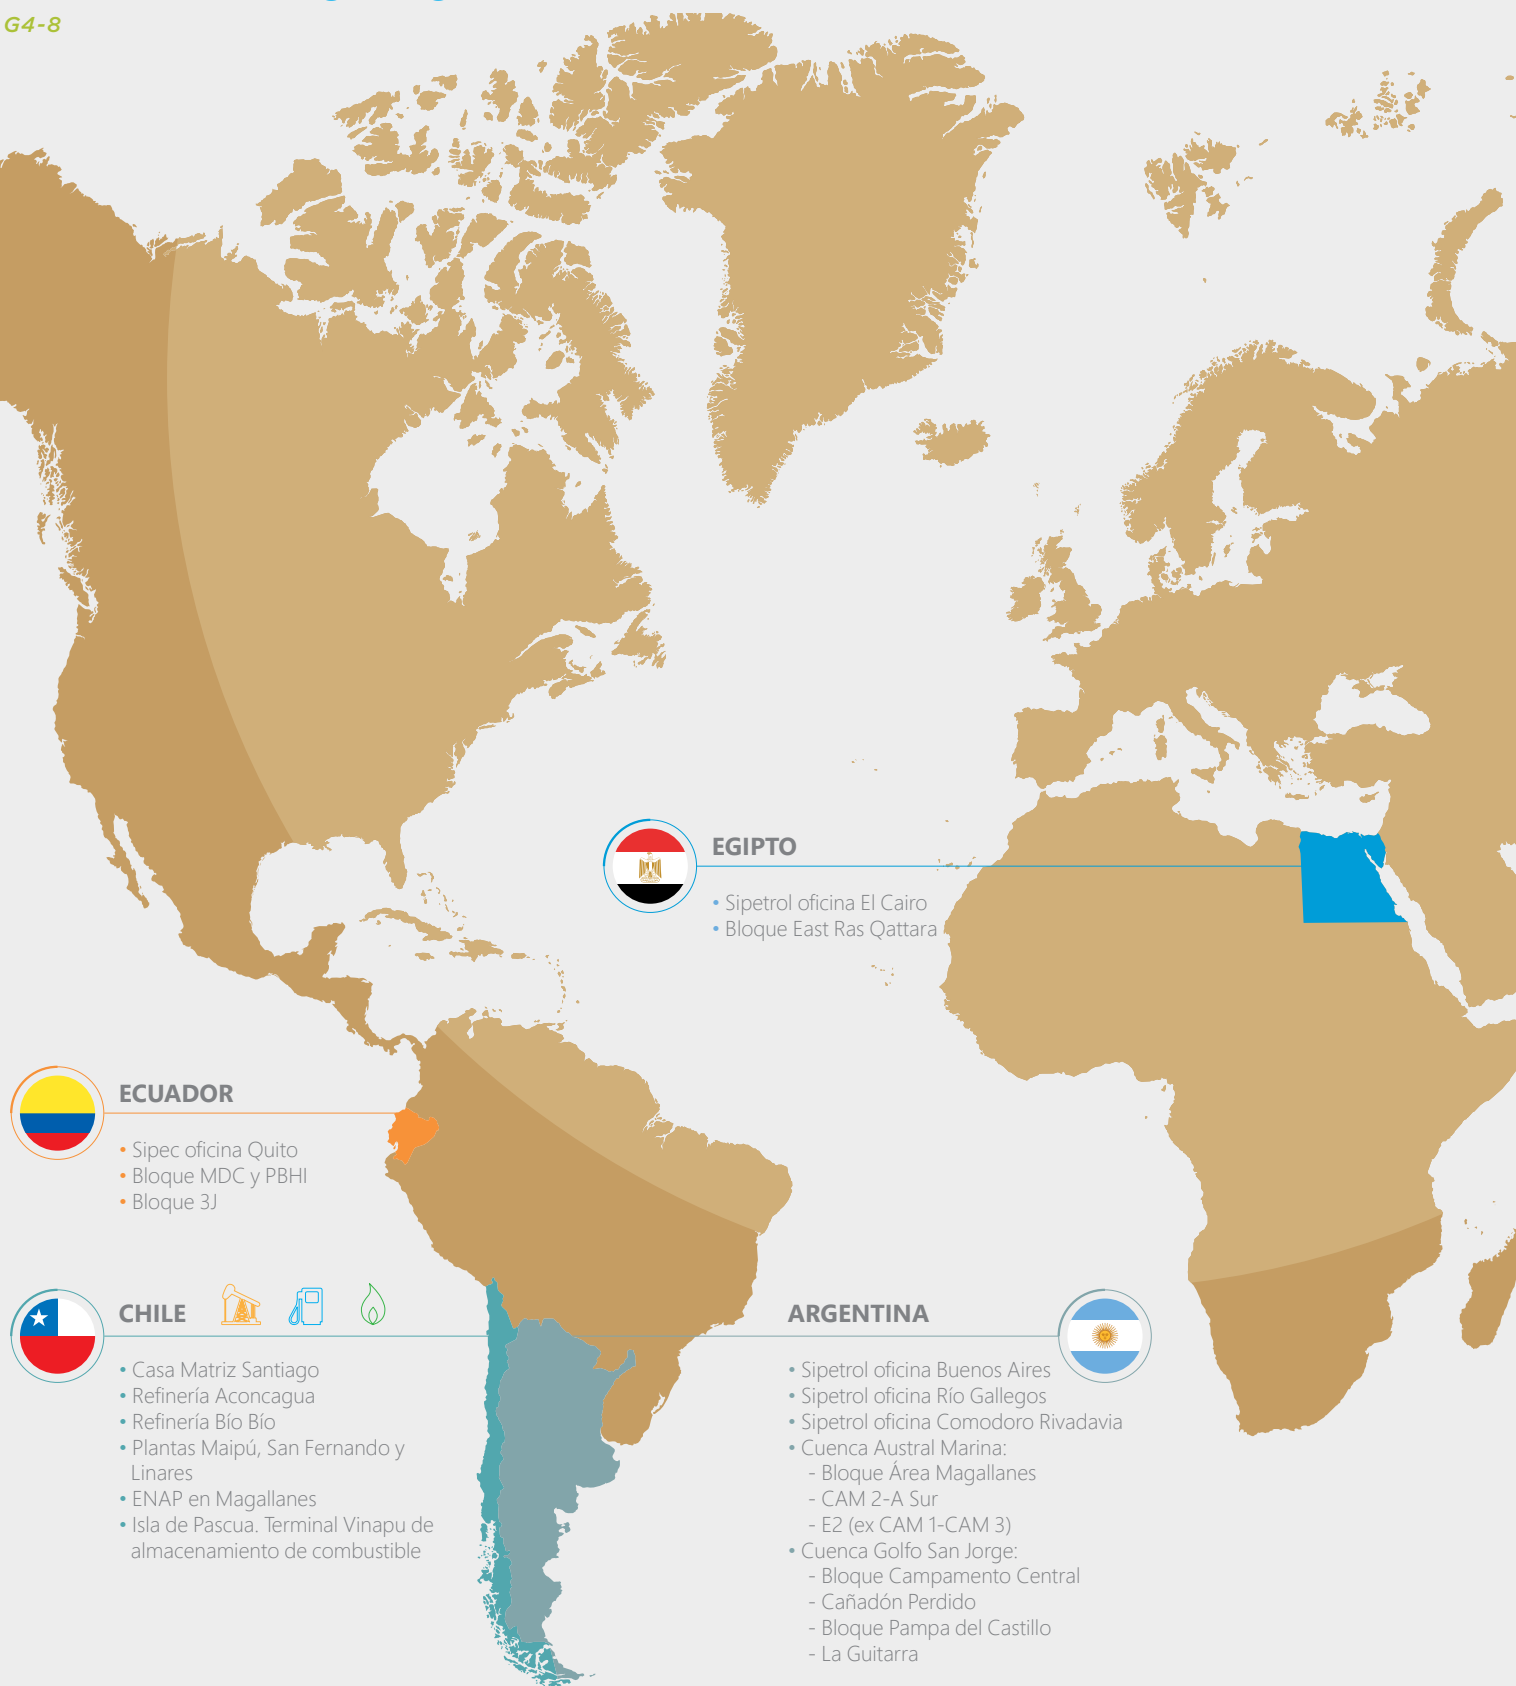 G4-8
EGIPTO
• Sipetrol oficina El Cairo
• Bloque East Ras Qattara
ECUADOR
• Sipec oficina Quito
• Bloque MDC y PBHI
• Bloque 3J
CHILE
• Casa Matriz Santiago
• Refinería Aconcagua
• Refinería Bío Bío
• Plantas Maipú, San Fernando y
Linares
• ENAP en Magallanes
• Isla de Pascua. Terminal Vinapu de
almacenamiento de combustible
ARGENTINA
• Sipetrol oficina Buenos Aires
• Sipetrol oficina Río Gallegos
• Sipetrol oficina Comodoro Rivadavia
• Cuenca Austral Marina:
- Bloque Área Magallanes
- CAM 2-A Sur
- E2 (ex CAM 1-CAM 3)
• Cuenca Golfo San Jorge:
- Bloque Campamento Central
- Cañadón Perdido
- Bloque Pampa del Castillo
- La Guitarra